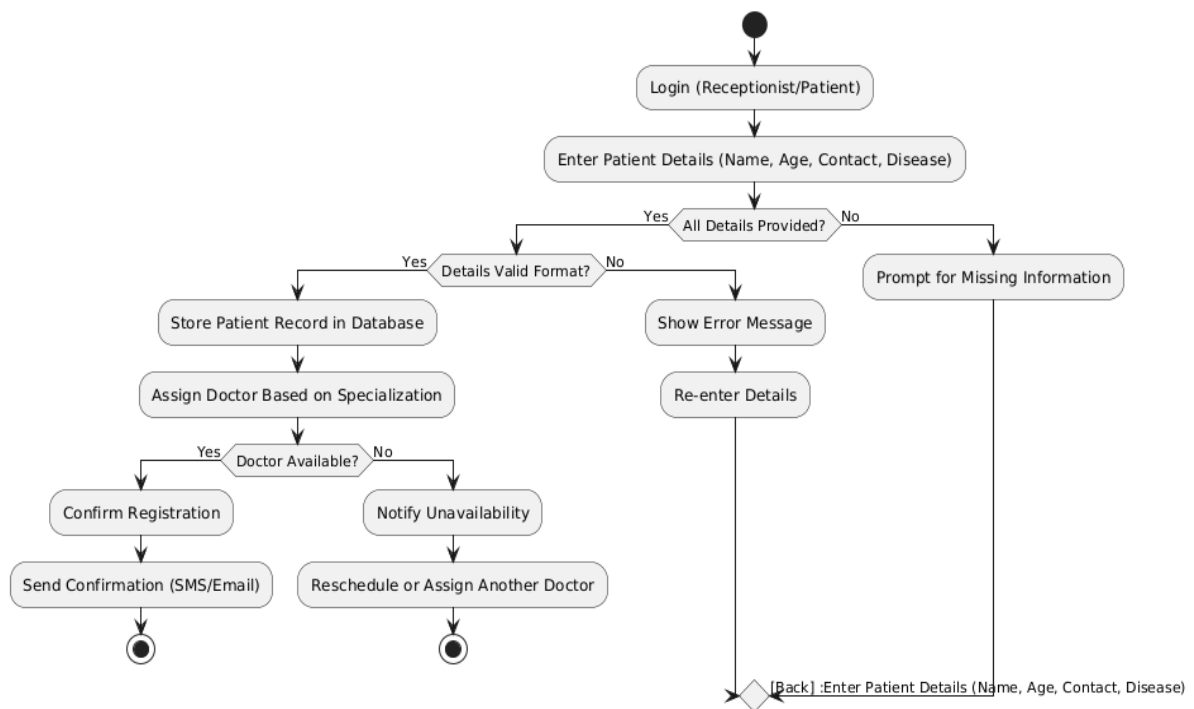 Login (Receptionist/Patient)
Enter Patient Details (Name, Age, Contact, Disease)
Yes
All Details Provided?
No
Yes
Details Valid Format?
No
Prompt for Missing Information
Store Patient Record in Database
Show Error Message
Assign Doctor Based on Specialization
Re-enter Details
Yes
Doctor Available?
No
Confirm Registration
Notify Unavailability
Send Confirmation (SMS/Email)
Reschedule or Assign Another Doctor
[Back] :Enter Patient Details (Name, Age, Contact, Disease)